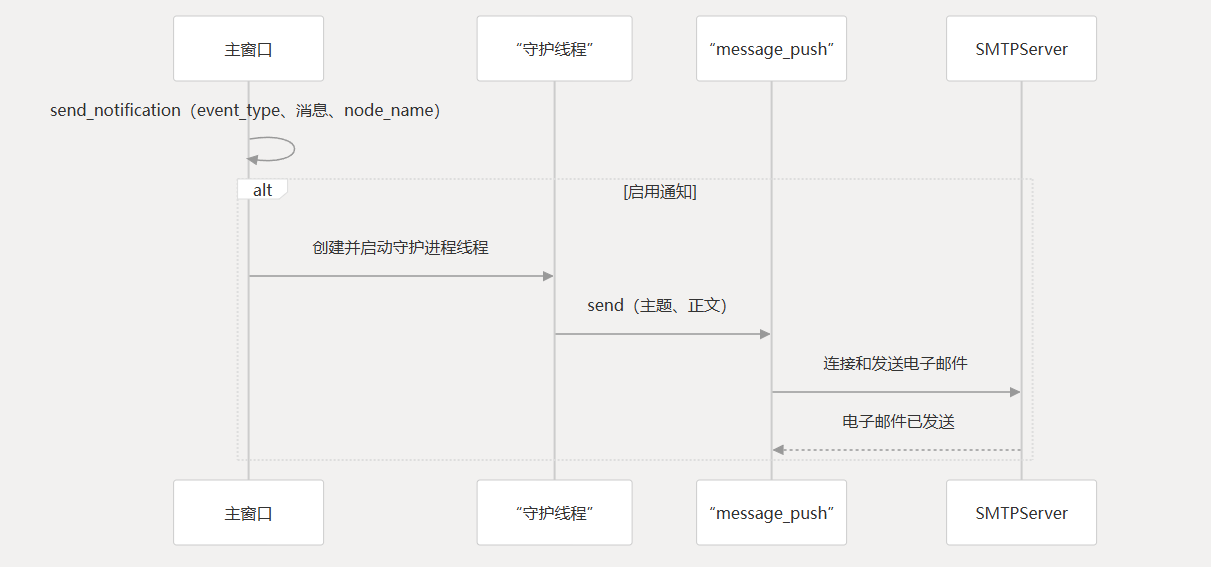 主窗口
“守护线程”
“message_push”
SMTPServer
send_notification（event_type、消息、node_name）
alt
[启用通知]
创建并启动守护进程线程
send（主题、正文）
连接和发送电子邮件
电子邮件已发送
主窗口
“守护线程”
“message_push”
SMTPServer